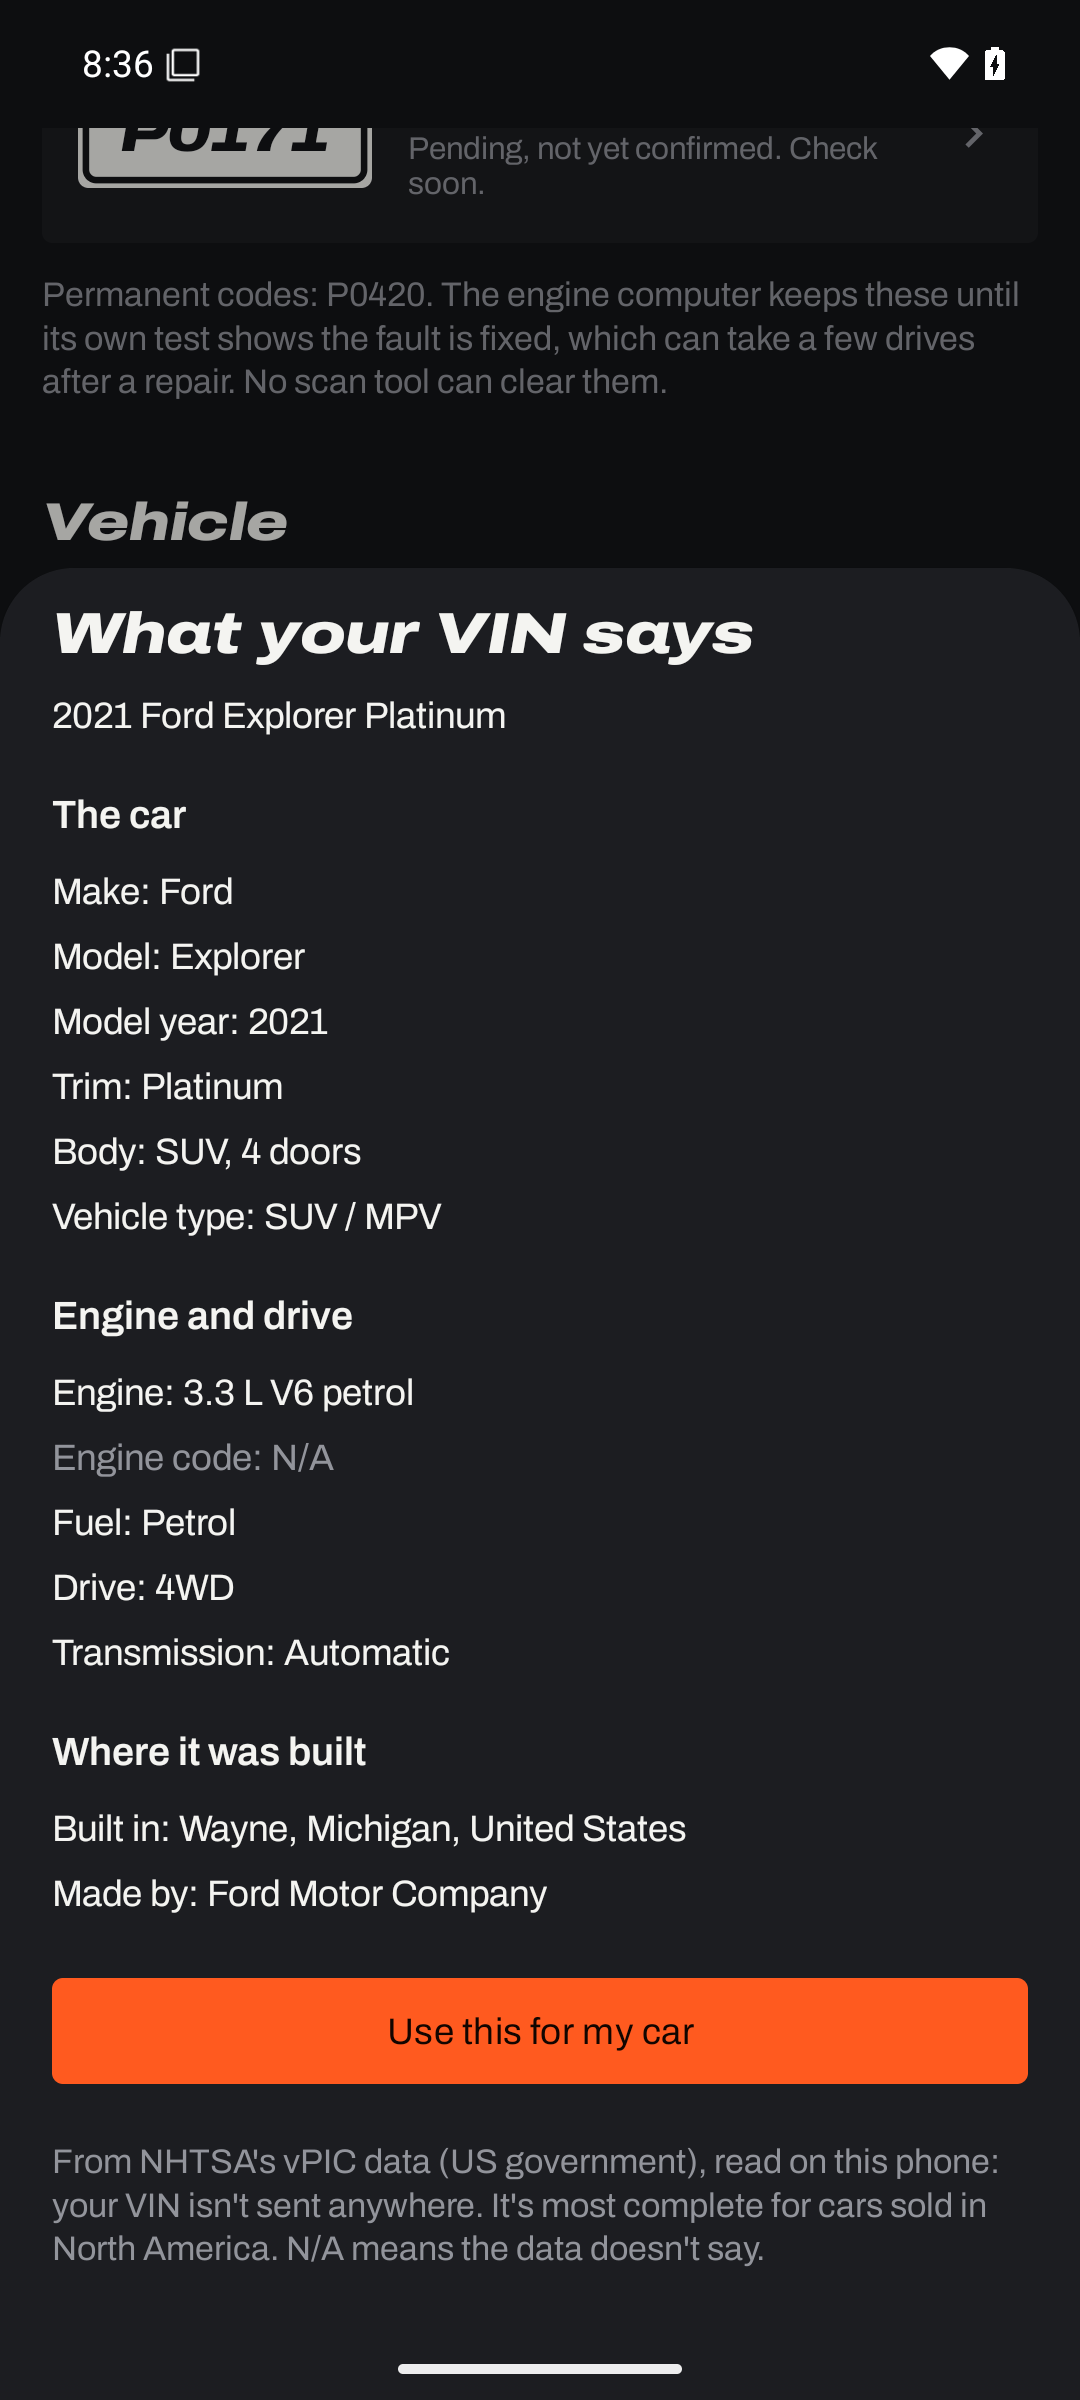 8:36
P0171
Pending, not yet confirmed. Check
soon.
Permanent codes: P0420. The engine computer keeps these until
its own test shows the fault is fixed, which can take a few drives
after a repair. No scan tool can clear them.
Vehicle
What your VIN says
2021 Ford Explorer Platinum
The car
Make: Ford
Model: Explorer
Model year: 2021
Trim: Platinum
Body: SUV, 4 doors
Vehicle type: SUV / MPV
Engine and drive
Engine: 3.3 L V6 petrol
Engine code: N/A
Fuel: Petrol
Drive: 4WD
Transmission: Automatic
Where it was built
Built in: Wayne, Michigan, United States
Made by: Ford Motor Company
Use this for my car
From NHTSA's vPIC data (US government), read on this phone:
your VIN isn't sent anywhere. It's most complete for cars sold in
North America. N/A means the data doesn't say.